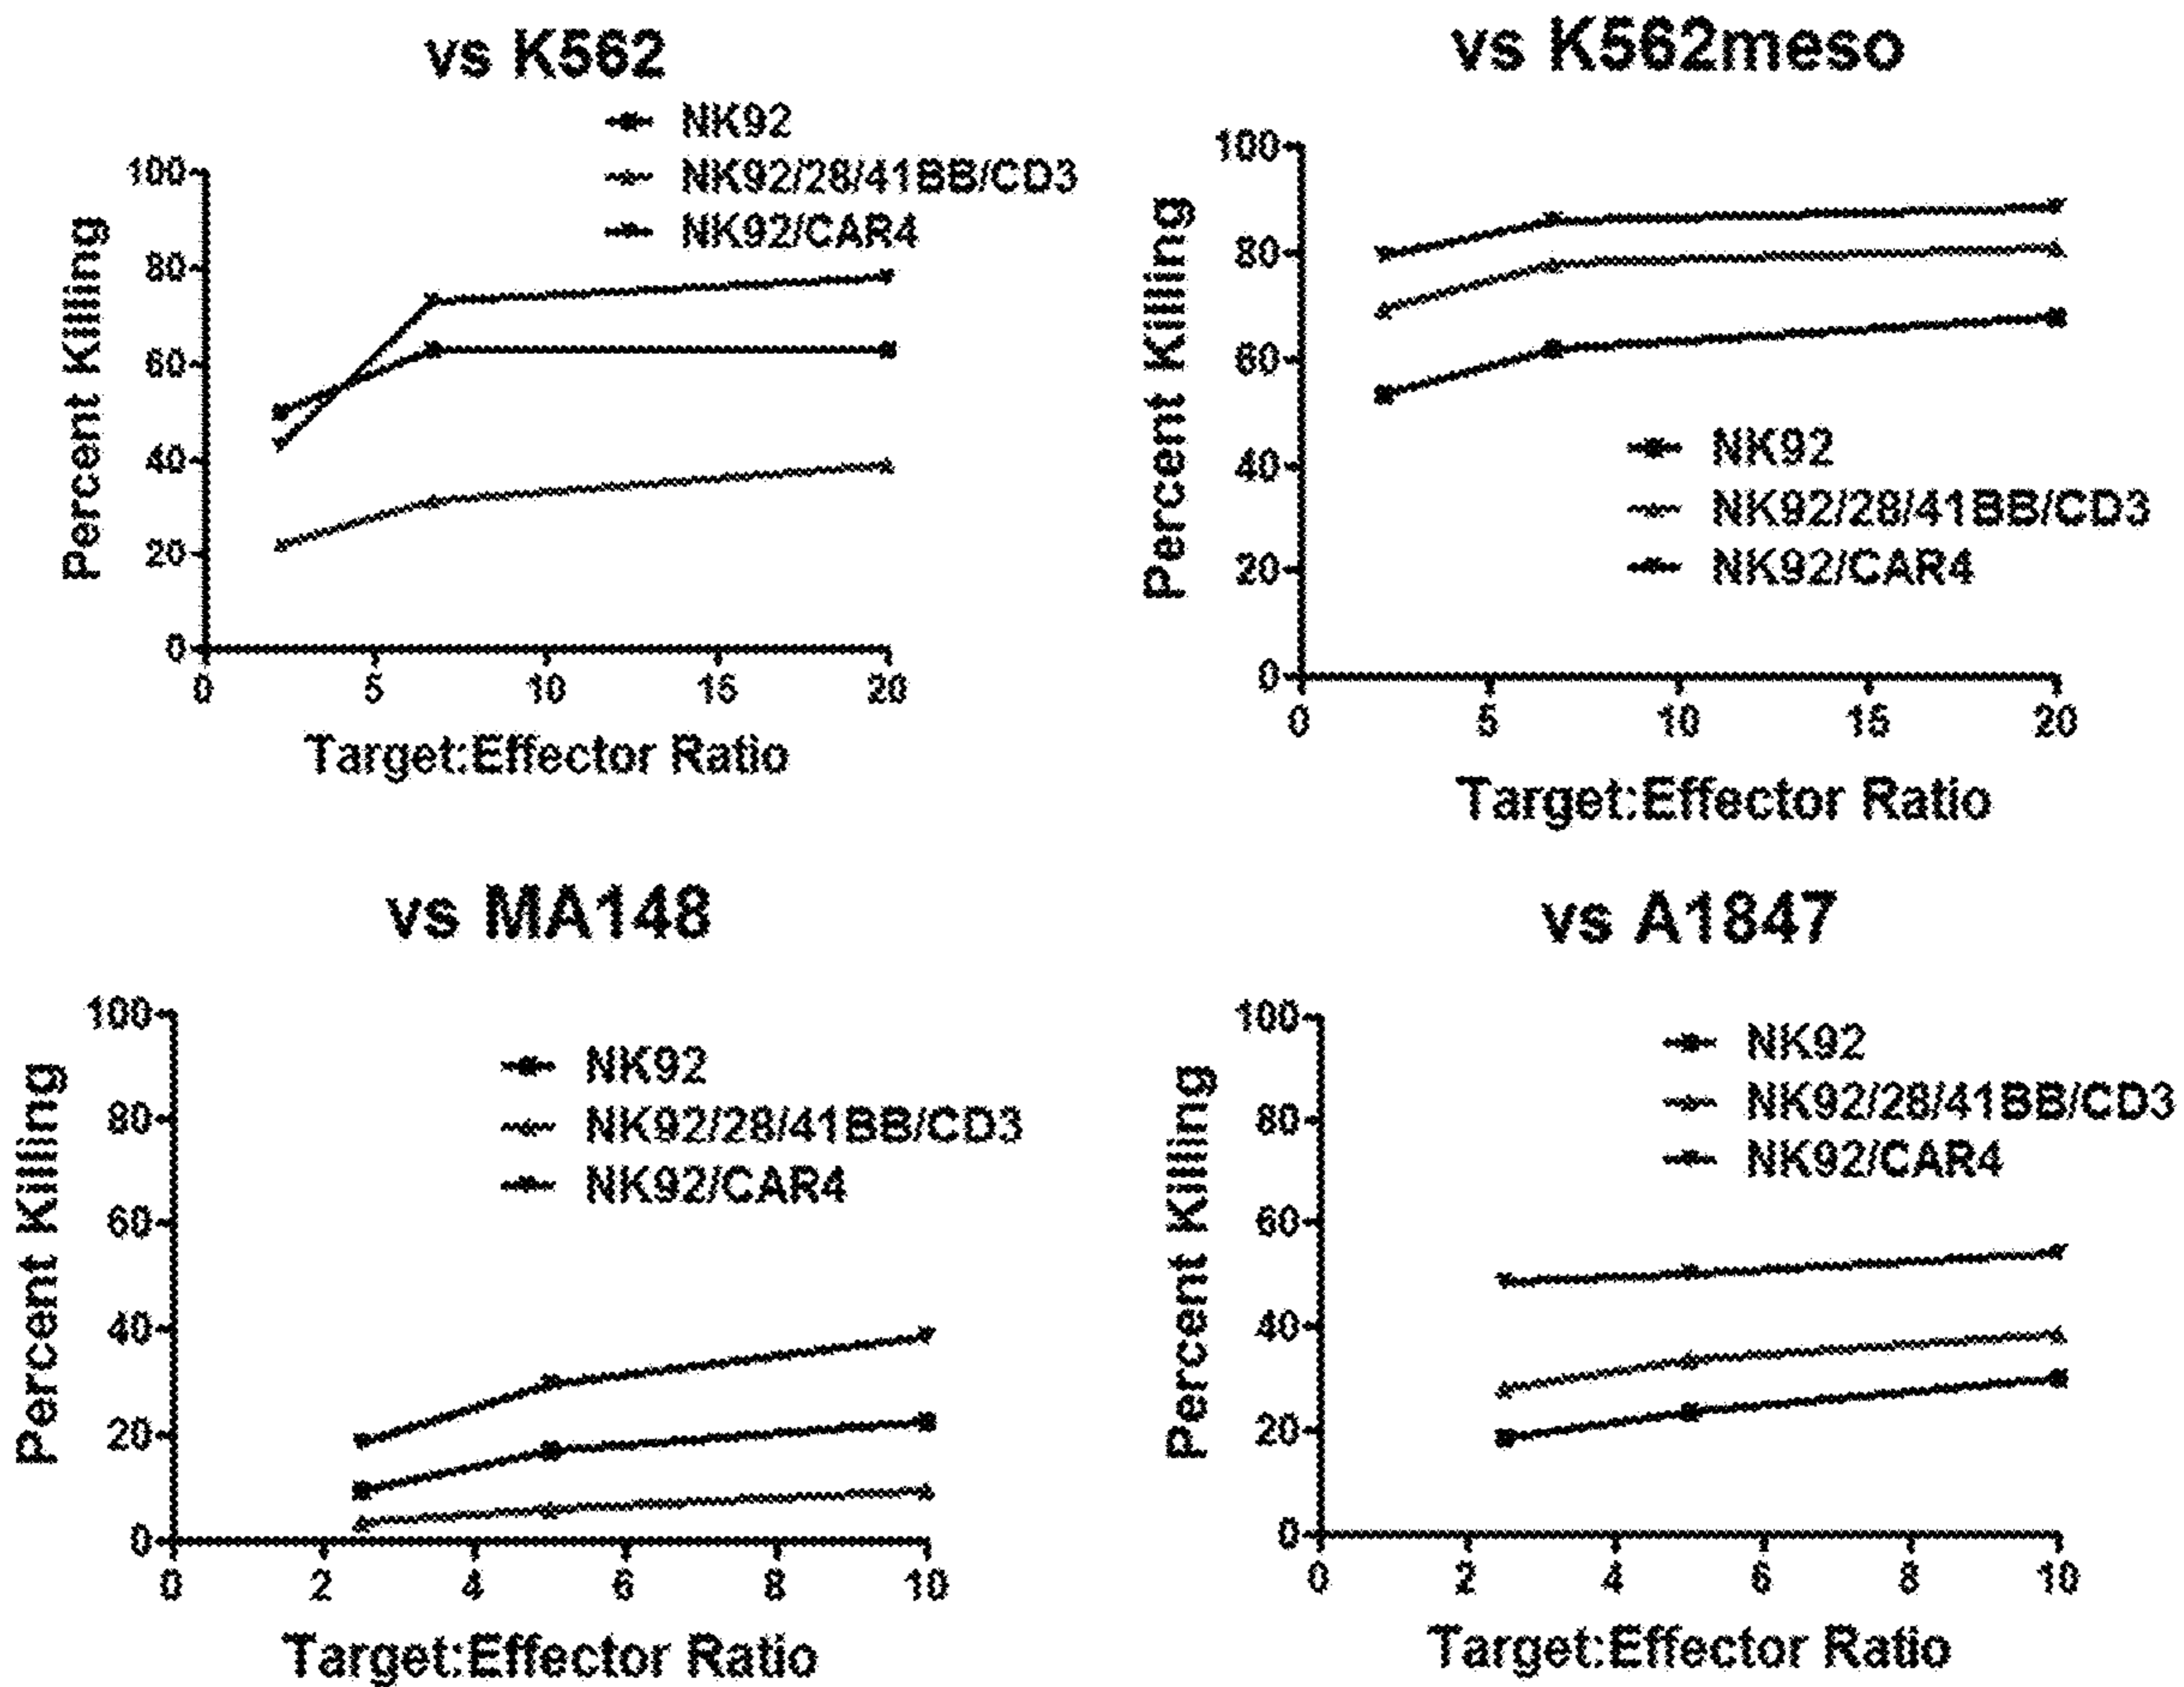 vs K562
NK92
NK92/28/41BB/CD3
NK92/CAR4
Percent Killing
100
80
60
40
20
0
0 5 10 15 20
Target:Effector Ratio
vs K562meso
Percent Killing
100
80
60
40
20
0
NK92
NK92/28/41BB/CD3
NK92/CAR4
0 5 10 15 20
Target:Effector Ratio
vs MA148
Percent Killing
100
80
60
40
20
0
NK92
NK92/28/41BB/CD3
NK92/CAR4
0 2 4 6 8 10
Target:Effector Ratio
vs A1847
Percent Killing
100
80
60
40
20
0
NK92
NK92/28/41BB/CD3
NK92/CAR4
0 2 4 6 8 10
Target:Effector Ratio